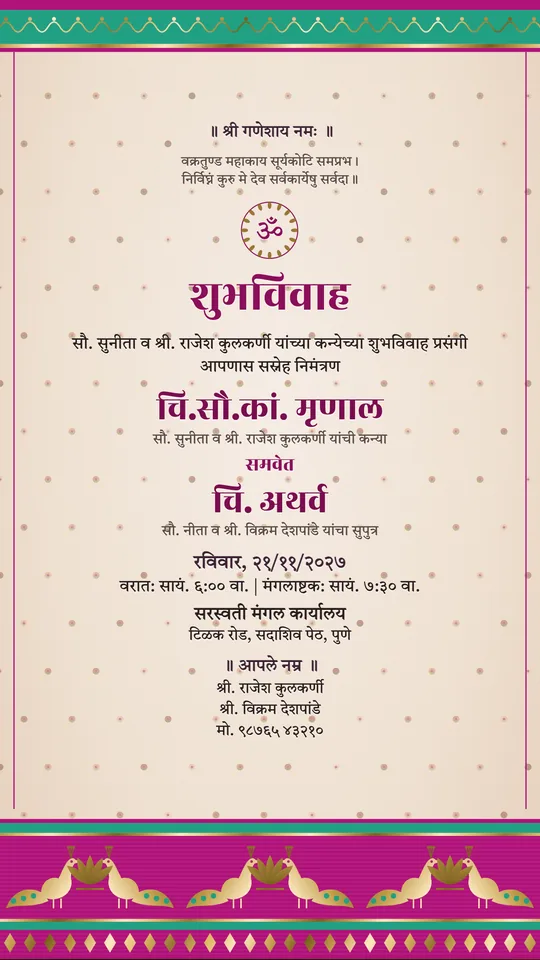 ॥ श्री गणेशाय नमः ॥
वक्रतुण्ड महाकाय सूर्यकोटि समप्रभ।
निर्विघ्नं कुरु मे देव सर्वकार्येषु सर्वदा॥
ॐ
शुभविवाह
सौ. सुनीता व श्री. राजेश कुलकर्णी यांच्या कन्येच्या शुभविवाह प्रसंगी
आपणास सस्नेह निमंत्रण
चि.सौ.कां. मृणाल
सौ. सुनीता व श्री. राजेश कुलकर्णी यांची कन्या
समवेत
चि. अथर्व
सौ. नीता व श्री. विक्रम देशपांडे यांचा सुपुत्र
रविवार, २१/११/२०२७
वरात: सायं. ६:०० वा. | मंगलाष्टक: सायं. ७:३० वा.
सरस्वती मंगल कार्यालय
टिळक रोड, सदाशिव पेठ, पुणे
॥ आपले नम्र ॥
श्री. राजेश कुलकर्णी
श्री. विक्रम देशपांडे
मो. ९८७६५ ४३२१०